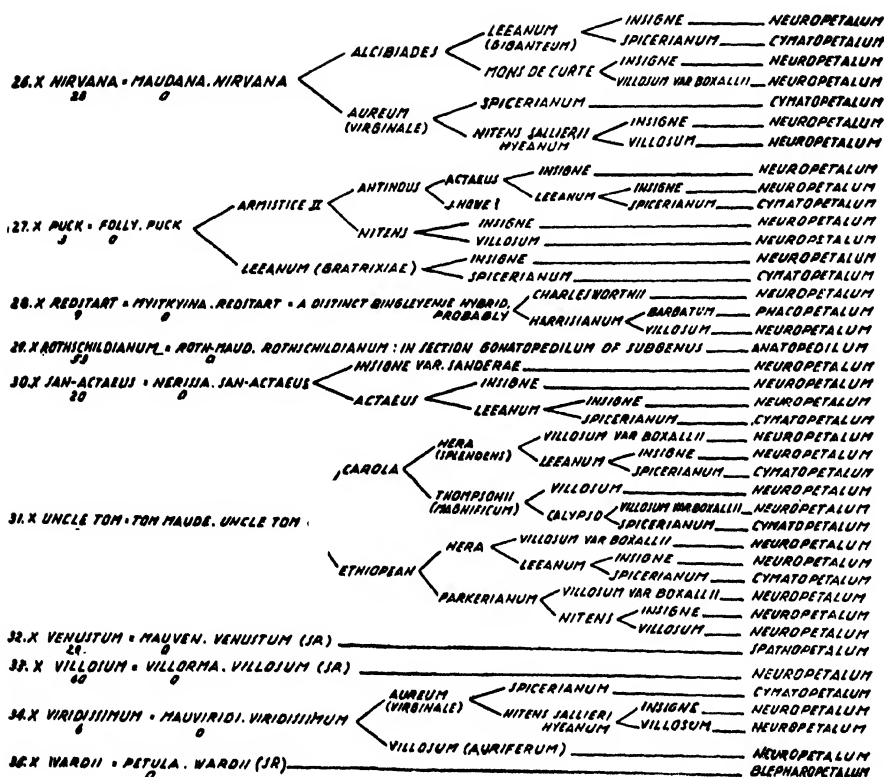 INSIGNE NEUROPETALUM
LEEANUM
(GIGANTEUM)
SPICERIANUM CYMATOPETALUM
ALCIBIADES
INSIGNE NEUROPETALUM
MONS DE CURTE
VILLOSUM VAR BOXALLII NEUROPETALUM
26. X NIRVANA = MAUDANA. NIRVANA
28 0
SPICERIANUM CYMATOPETALUM
AUREUM
(VIRGINALE)
INSIGNE NEUROPETALUM
NITENS SALLIERII
HYEANUM
VILLOSUM NEUROPETALUM
INSIGNE NEUROPETALUM
ACTAEUS
ANTINOUS
LEEANUM INSIGNE NEUROPETALUM
SPICERIANUM CYMATOPETALUM
ARMISTICE II
INSIGNE NEUROPETALUM
27. X PUCK = FOLLY. PUCK
3 0
NITENS
VILLOSUM NEUROPETALUM
INSIGNE NEUROPETALUM
LEEANUM (BRATRIXIAE)
SPICERIANUM CYMATOPETALUM
CHARLESWORTHII NEUROPETALUM
28. X REDSTART = MYITKYINA. REDSTART = A DISTINCT BINGLEYENIE HYBRID,
9 0 PROBABLY
HARRISIANUM BARBATUM PHACOPETALUM
VILLOSUM NEUROPETALUM
29. X ROTHSCHILDIANUM = ROTH-MAUD. ROTHSCHILDIANUM : IN SECTION GONATOPEDILUM OF SUBGENUS ANATOPEDILUM
0
INSIGNE VAR. SANDERAE NEUROPETALUM
30. X SAN-ACTAEUS = NERISIA. SAN-ACTAEUS
20 0
INSIGNE NEUROPETALUM
ACTAEUS
LEEANUM INSIGNE NEUROPETALUM
SPICERIANUM CYMATOPETALUM
HERA
(SPLENDENS)
VILLOSUM VAR BOXALLII NEUROPETALUM
LEEANUM INSIGNE NEUROPETALUM
SPICERIANUM CYMATOPETALUM
CAROLA
THOMPSONII
(MAGNIFICUM)
VILLOSUM NEUROPETALUM
CALYPSO VILLOSUM VAR BOXALLII NEUROPETALUM
SPICERIANUM CYMATOPETALUM
31. X UNCLE TOM = TOM MAUDE. UNCLE TOM
HERA VILLOSUM VAR BOXALLII NEUROPETALUM
LEEANUM INSIGNE NEUROPETALUM
SPICERIANUM CYMATOPETALUM
ETHIOPEAN
PARKERIANUM VILLOSUM VAR BOXALLII NEUROPETALUM
NITENS INSIGNE NEUROPETALUM
VILLOSUM NEUROPETALUM
32. X VENUSTUM = MAUVEN. VENUSTUM (SR) SPATHOPETALUM
0
33. X VILLOSUM = VILLORMA. VILLOSUM (SR) NEUROPETALUM
60 0
AUREUM
(VIRGINALE)
SPICERIANUM CYMATOPETALUM
NITENS SALLIERI
HYEANUM
INSIGNE NEUROPETALUM
VILLOSUM NEUROPETALUM
34. X VIRIDISSIMUM = MAUVIRIDI. VIRIDISSIMUM
6 0
VILLOSUM (AURIFERUM) NEUROPETALUM
35. X WARDII = PETULA. WARDII (SR) BLEPHAROPETALUM
0